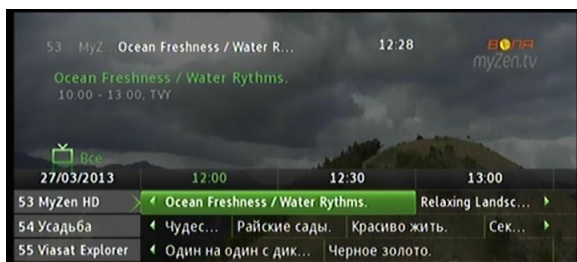 53 MyZ.. Ocean Freshness / Water R... 12:28 ВОЛЯ
myZen.tv
Ocean Freshness / Water Rythms.
10:00 - 13:00, TVY
Все
27/03/2013 12:00 12:30 13:00
53 MyZen HD Ocean Freshness / Water Rythms. Relaxing Landsc...
54 Усадьба Чудес... Райские сады. Красиво жить. Сек...
55 Viasat Explorer Один на один с дик... Черное золото.